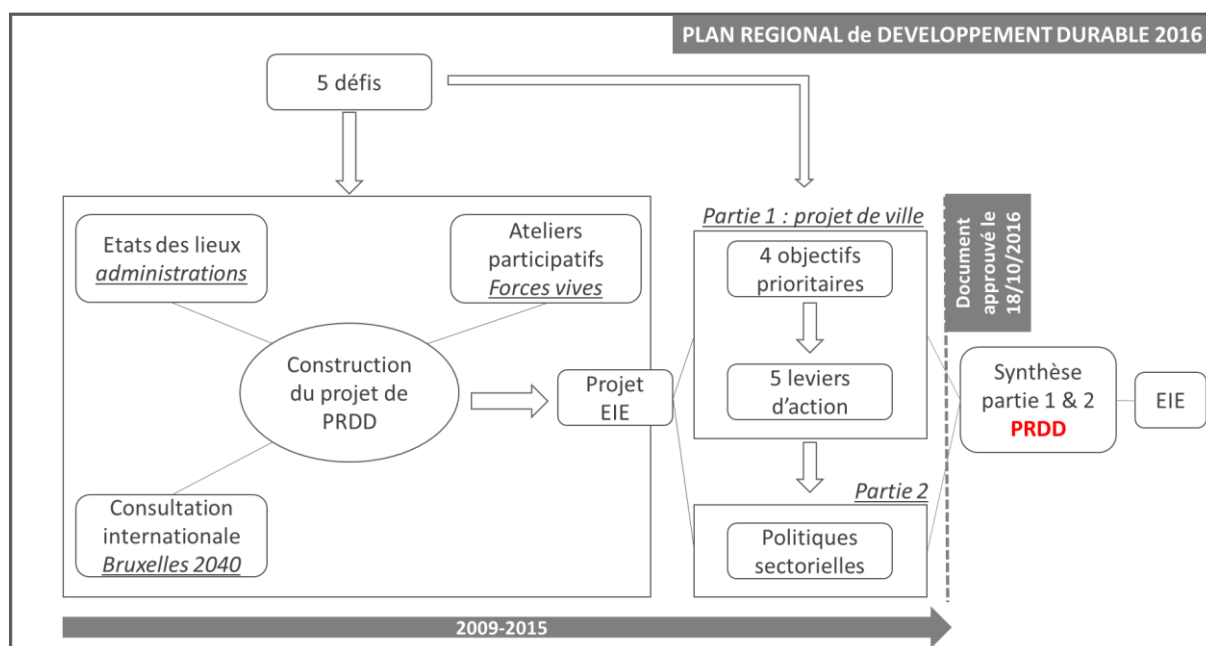 PLAN REGIONAL de DEVELOPPEMENT DURABLE 2016
5 défis
Etats des lieux
administrations
Ateliers
participatifs
Forces vives
Construction
du projet de
PRDD
Consultation
internationale
Bruxelles 2040
Projet
EIE
Partie 1 : projet de ville
4 objectifs
prioritaires
5 leviers
d'action
Partie 2
Politiques
sectorielles
Document
approuvé le
18/10/2016
Synthèse
partie 1 & 2
PRDD
EIE
2009-2015